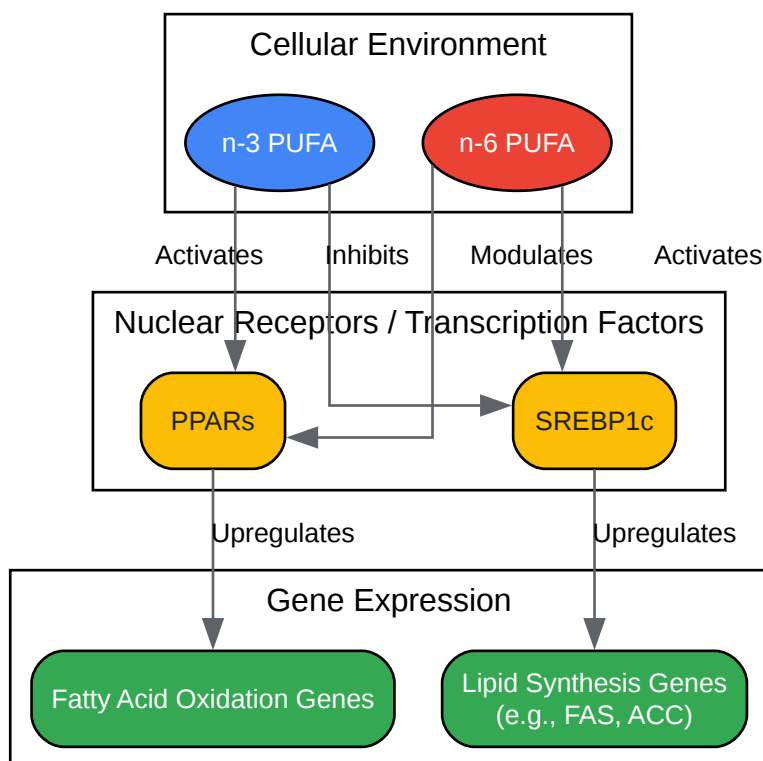 Cellular Environment
n-3 PUFA
n-6 PUFA
Activates
Inhibits
Modulates
Activates
Nuclear Receptors / Transcription Factors
PPARs
SREBP1c
Upregulates
Upregulates
Gene Expression
Fatty Acid Oxidation Genes
Lipid Synthesis Genes
(e.g., FAS, ACC)